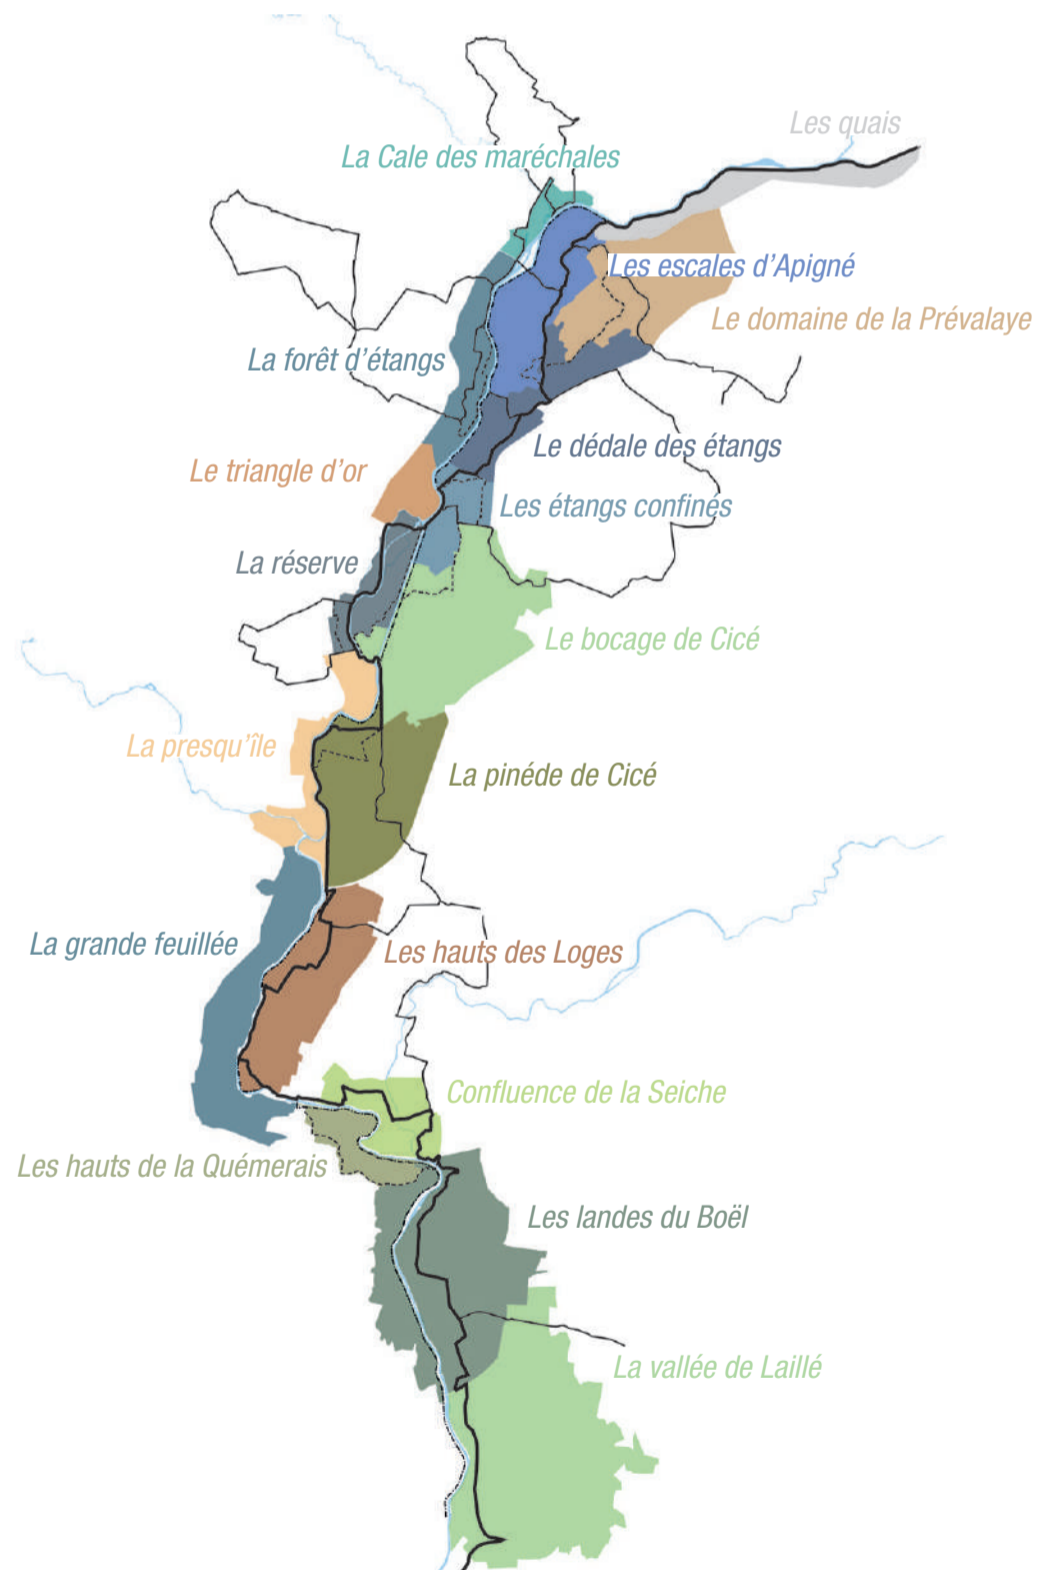 Les quais
La Cale des maréchales
Les escales d'Apigné
Le domaine de la Prévalaye
La forêt d'étangs
Le dédale des étangs
Le triangle d'or
Les étangs confinés
La réserve
Le bocage de Cicé
La presqu'île
La pinéde de Cicé
La grande feuillée
Les hauts des Loges
Confluence de la Seiche
Les hauts de la Quémerais
Les landes du Boël
La vallée de Laillé